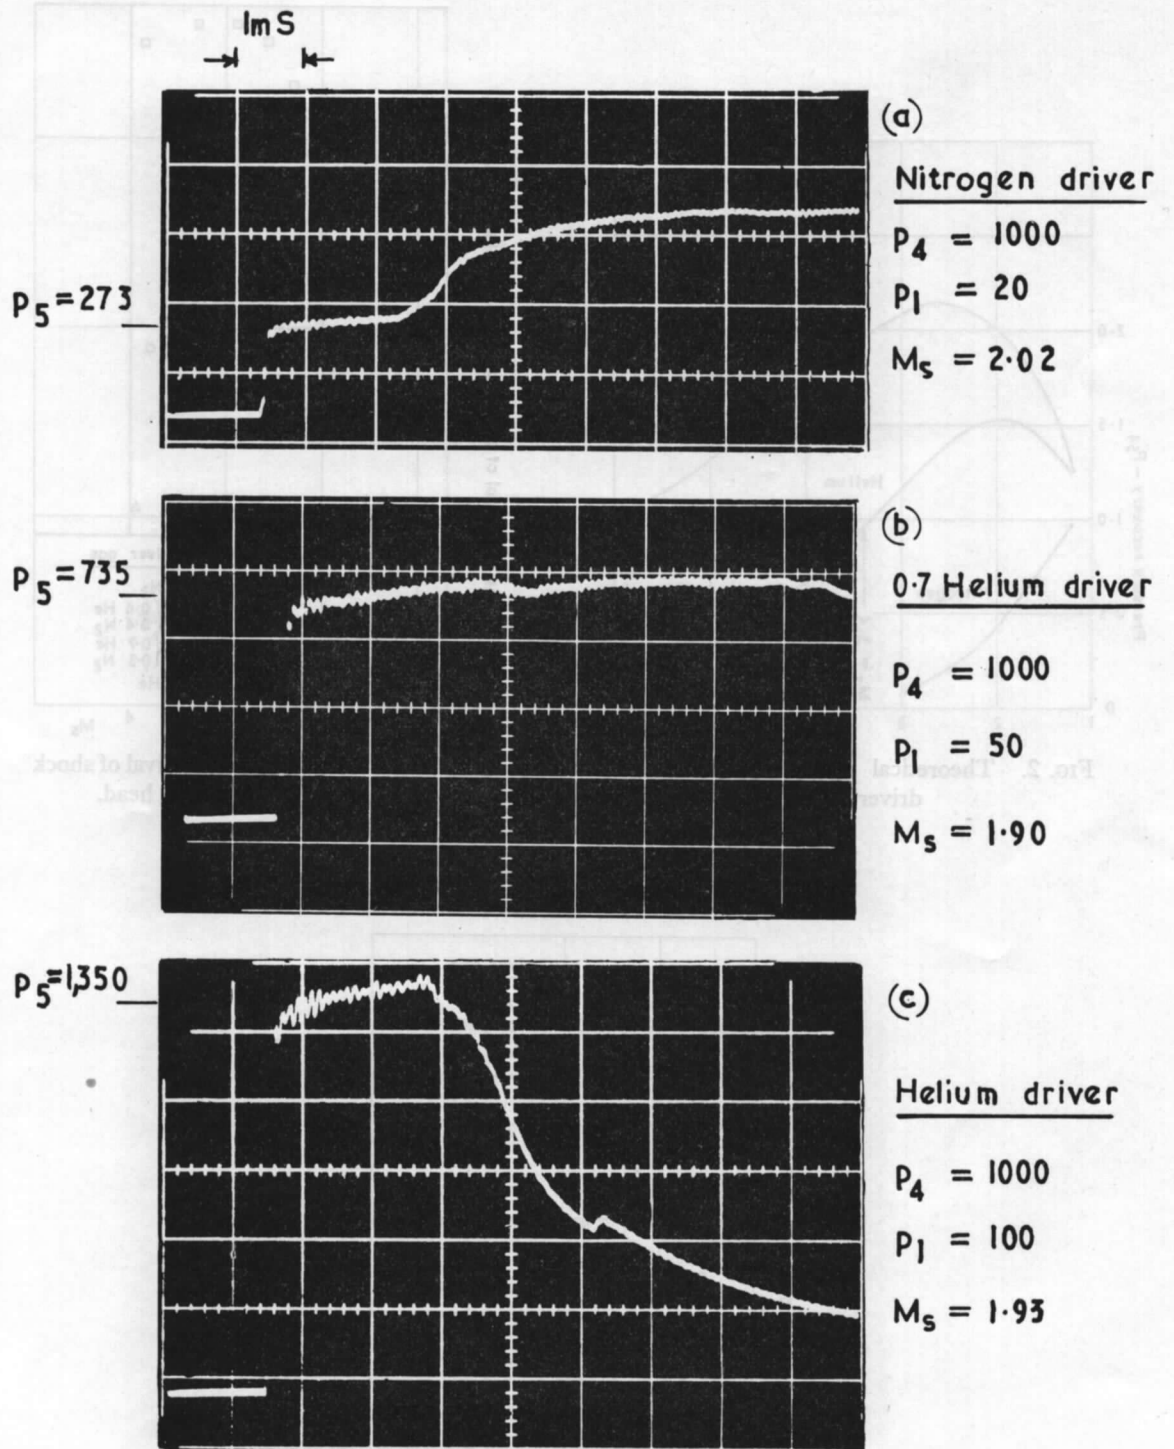 1mS
(a)
Nitrogen driver
P4 = 1000
P1 = 20
Ms = 2·02
P5 = 273
(b)
0·7 Helium driver
P4 = 1000
P1 = 50
Ms = 1·90
P5 = 735
(c)
Helium driver
P4 = 1000
P1 = 100
Ms = 1·93
P5 = 1,350